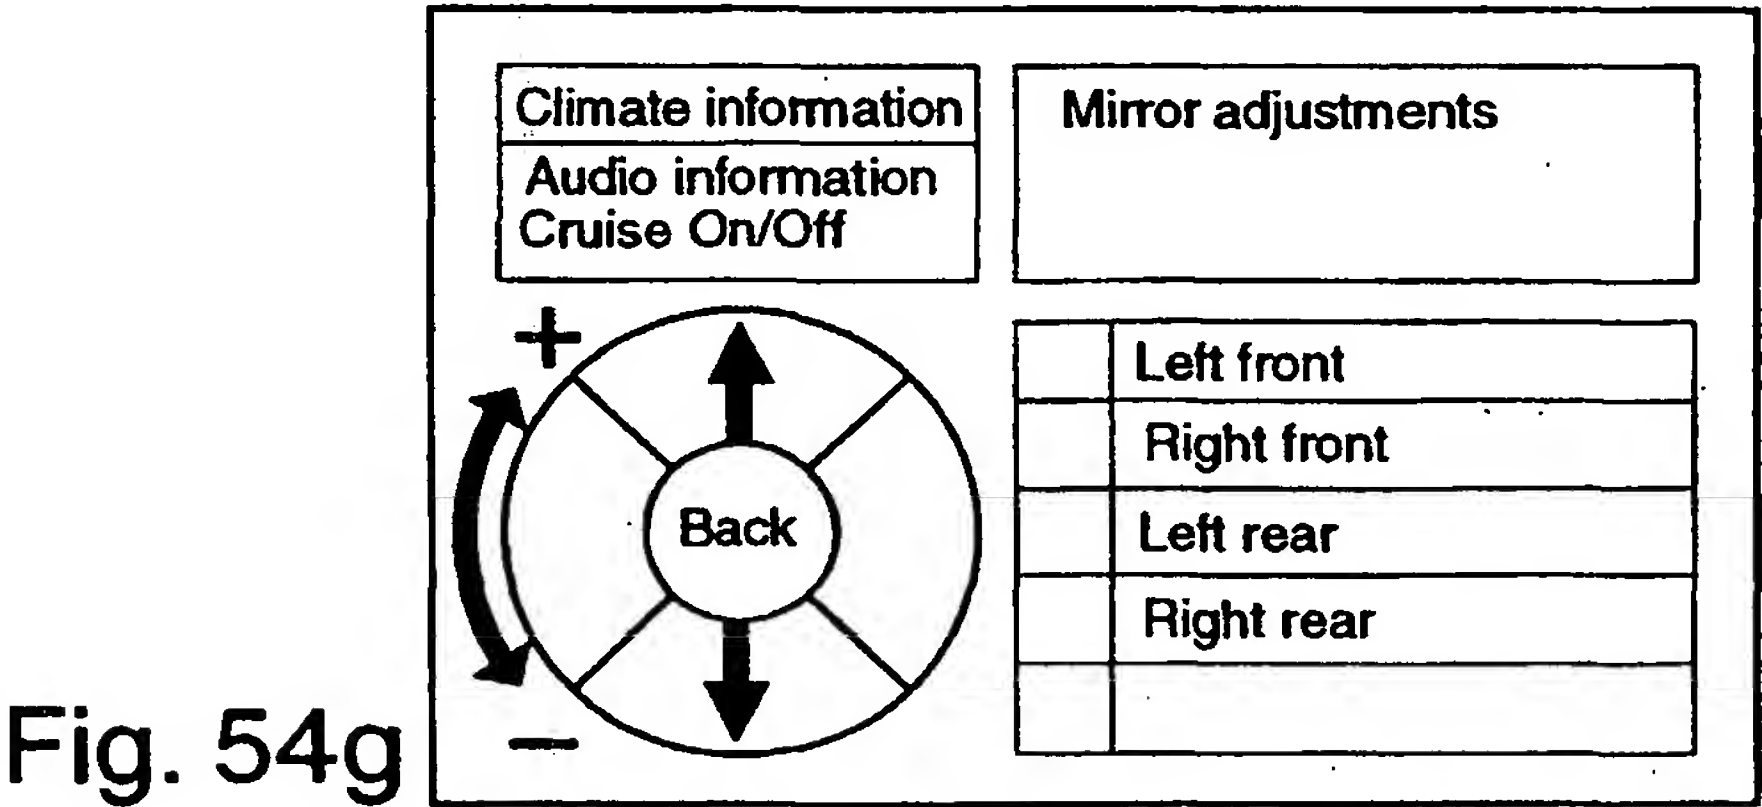 Climate information
Audio information
Cruise On/Off
Mirror adjustments
+
Back
–
Left front
Right front
Left rear
Right rear
Fig. 54g